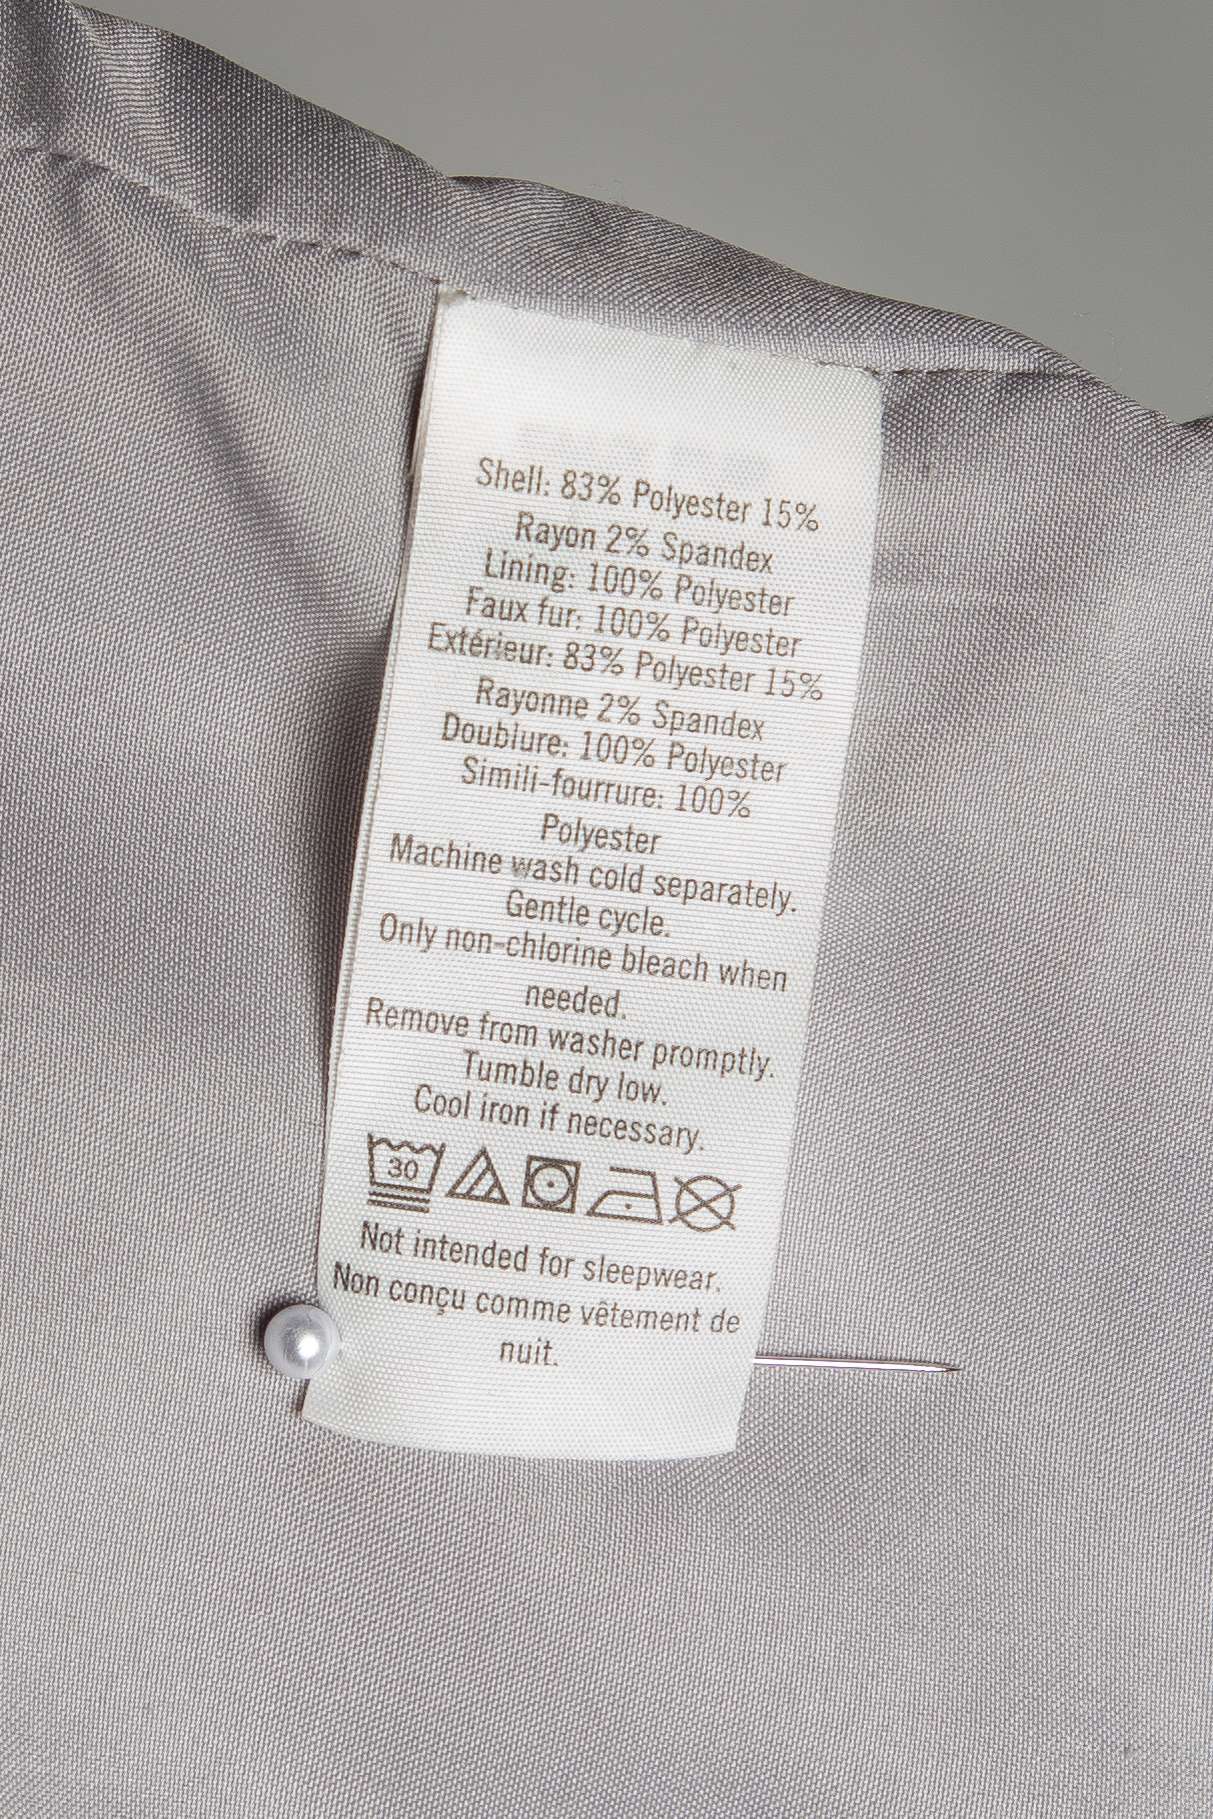 Shell: 83% Polyester 15%
Rayon 2% Spandex
Lining: 100% Polyester
Faux fur: 100% Polyester
Extérieur: 83% Polyester 15%
Rayonne 2% Spandex
Doublure: 100% Polyester
Simili-fourrure: 100%
Polyester
Machine wash cold separately.
Gentle cycle.
Only non-chlorine bleach when
needed.
Remove from washer promptly.
Tumble dry low.
Cool iron if necessary.
30
Not intended for sleepwear.
Non conçu comme vêtement de
nuit.